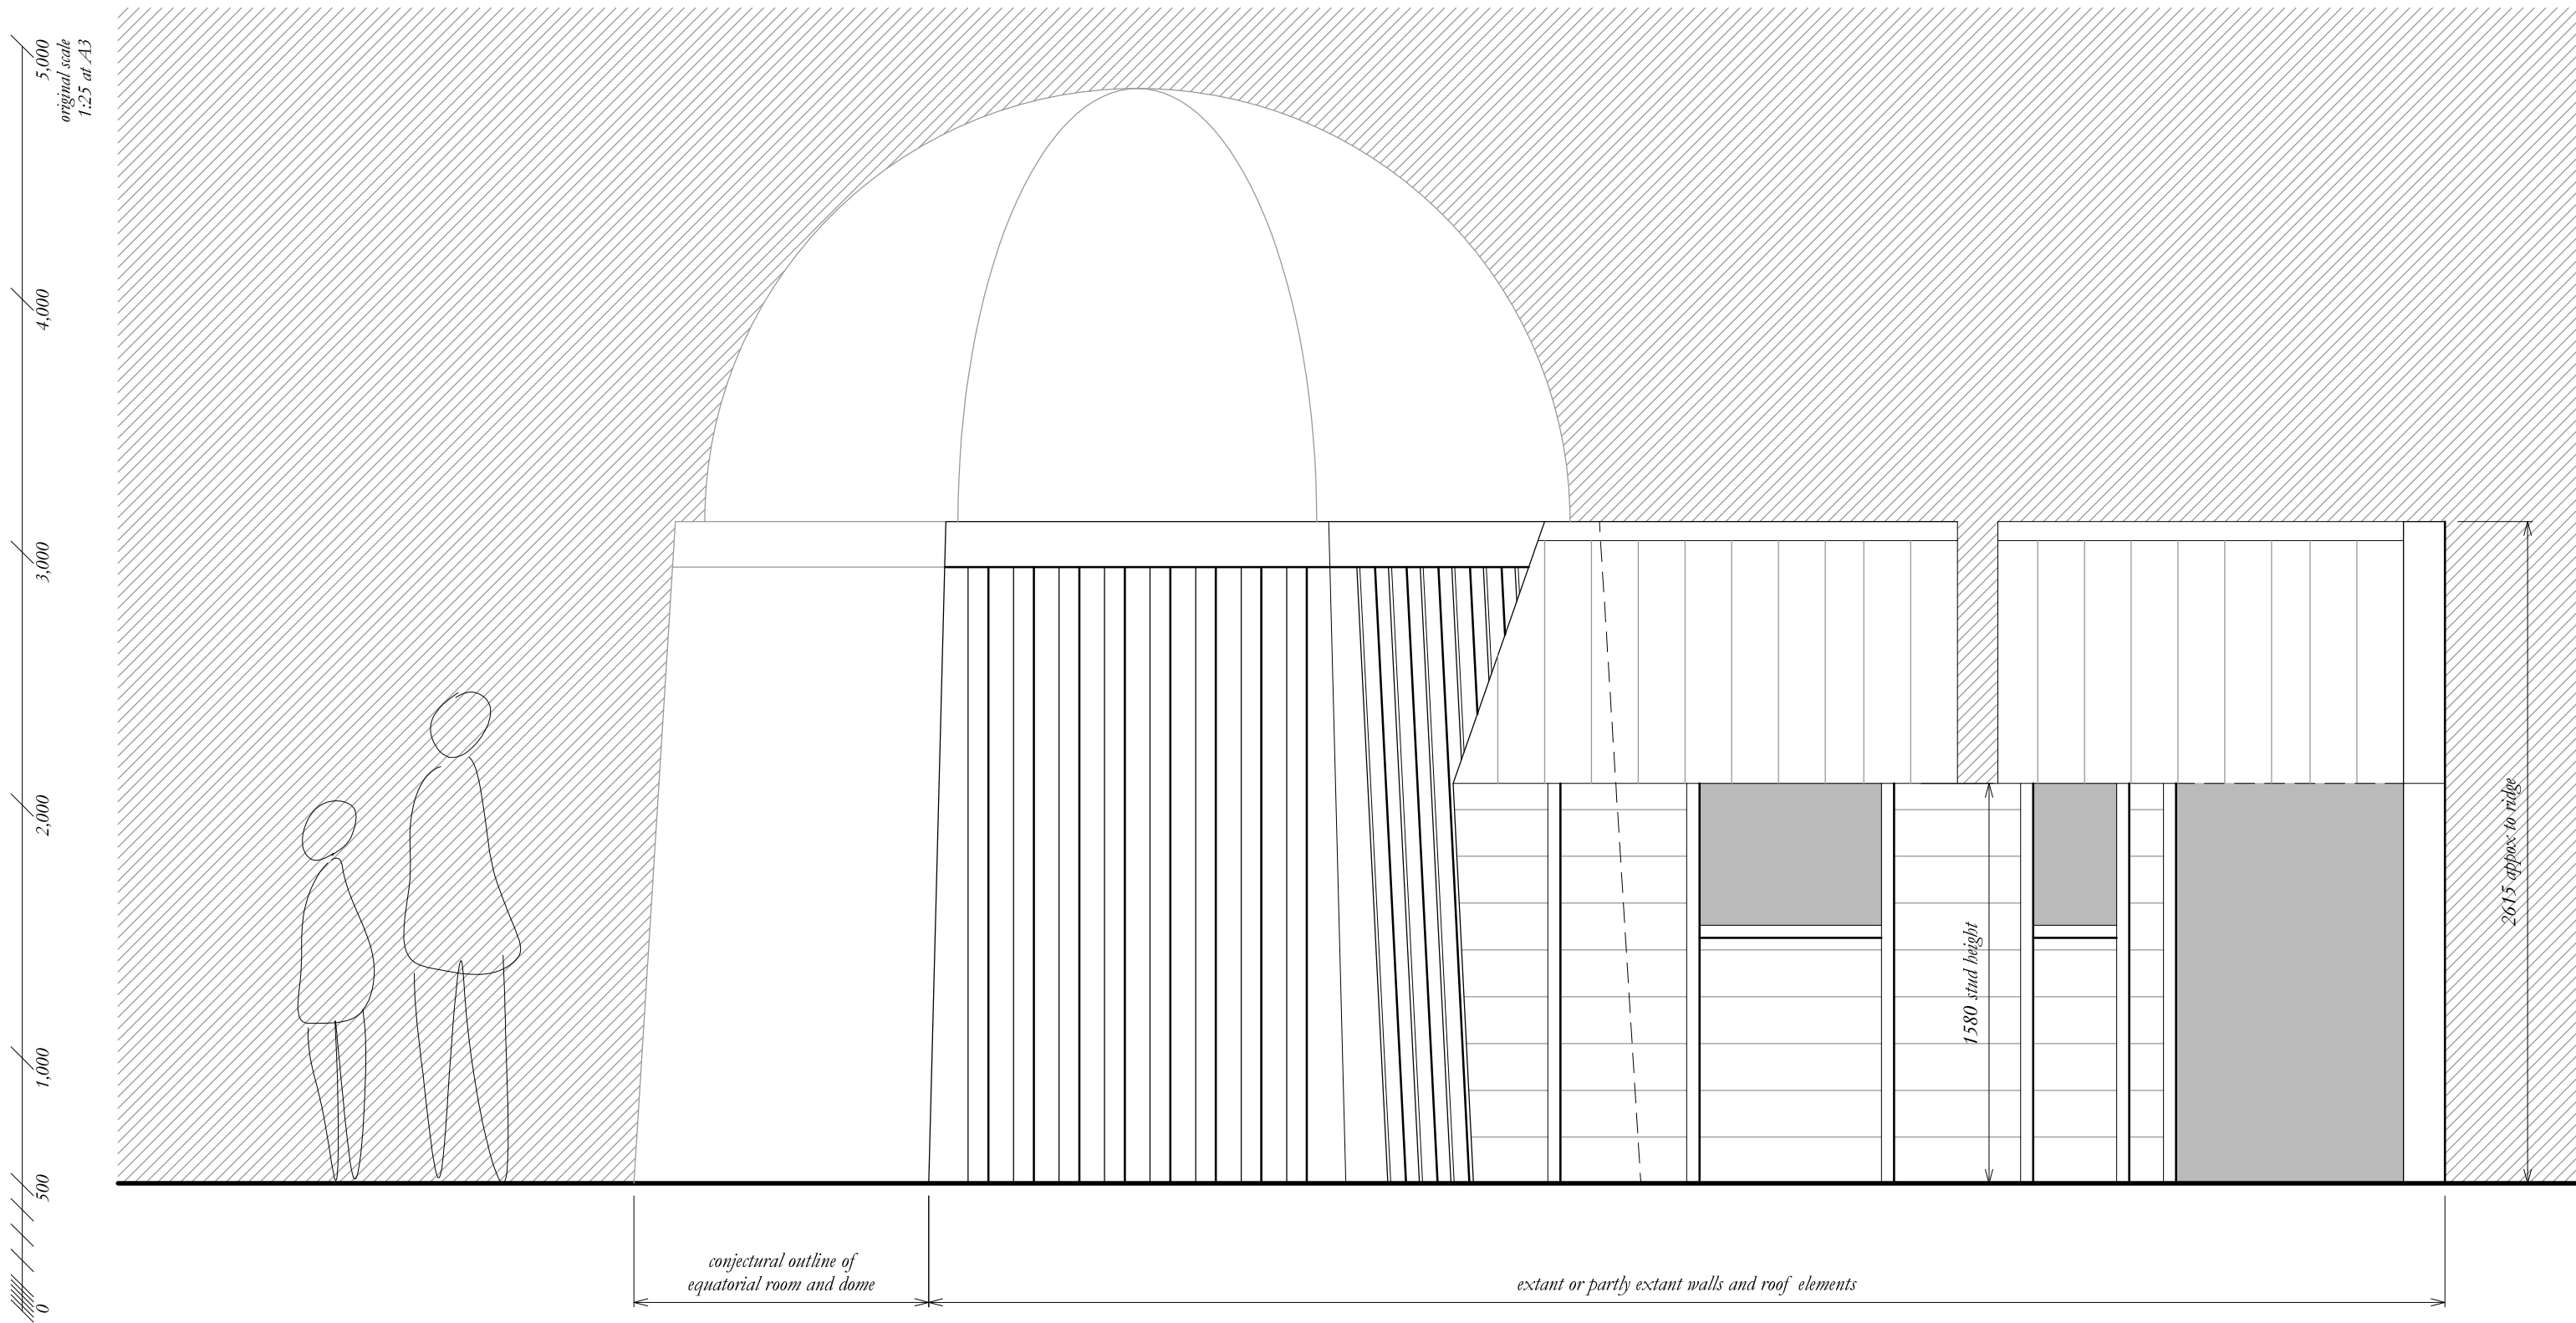 5,000
original scale
1:25 at A3
4,000
3,000
2,000
1,000
500
0
1580 stud height
2615 appox to ridge
conjectural outline of
equatorial room and dome
extant or partly extant walls and roof elements